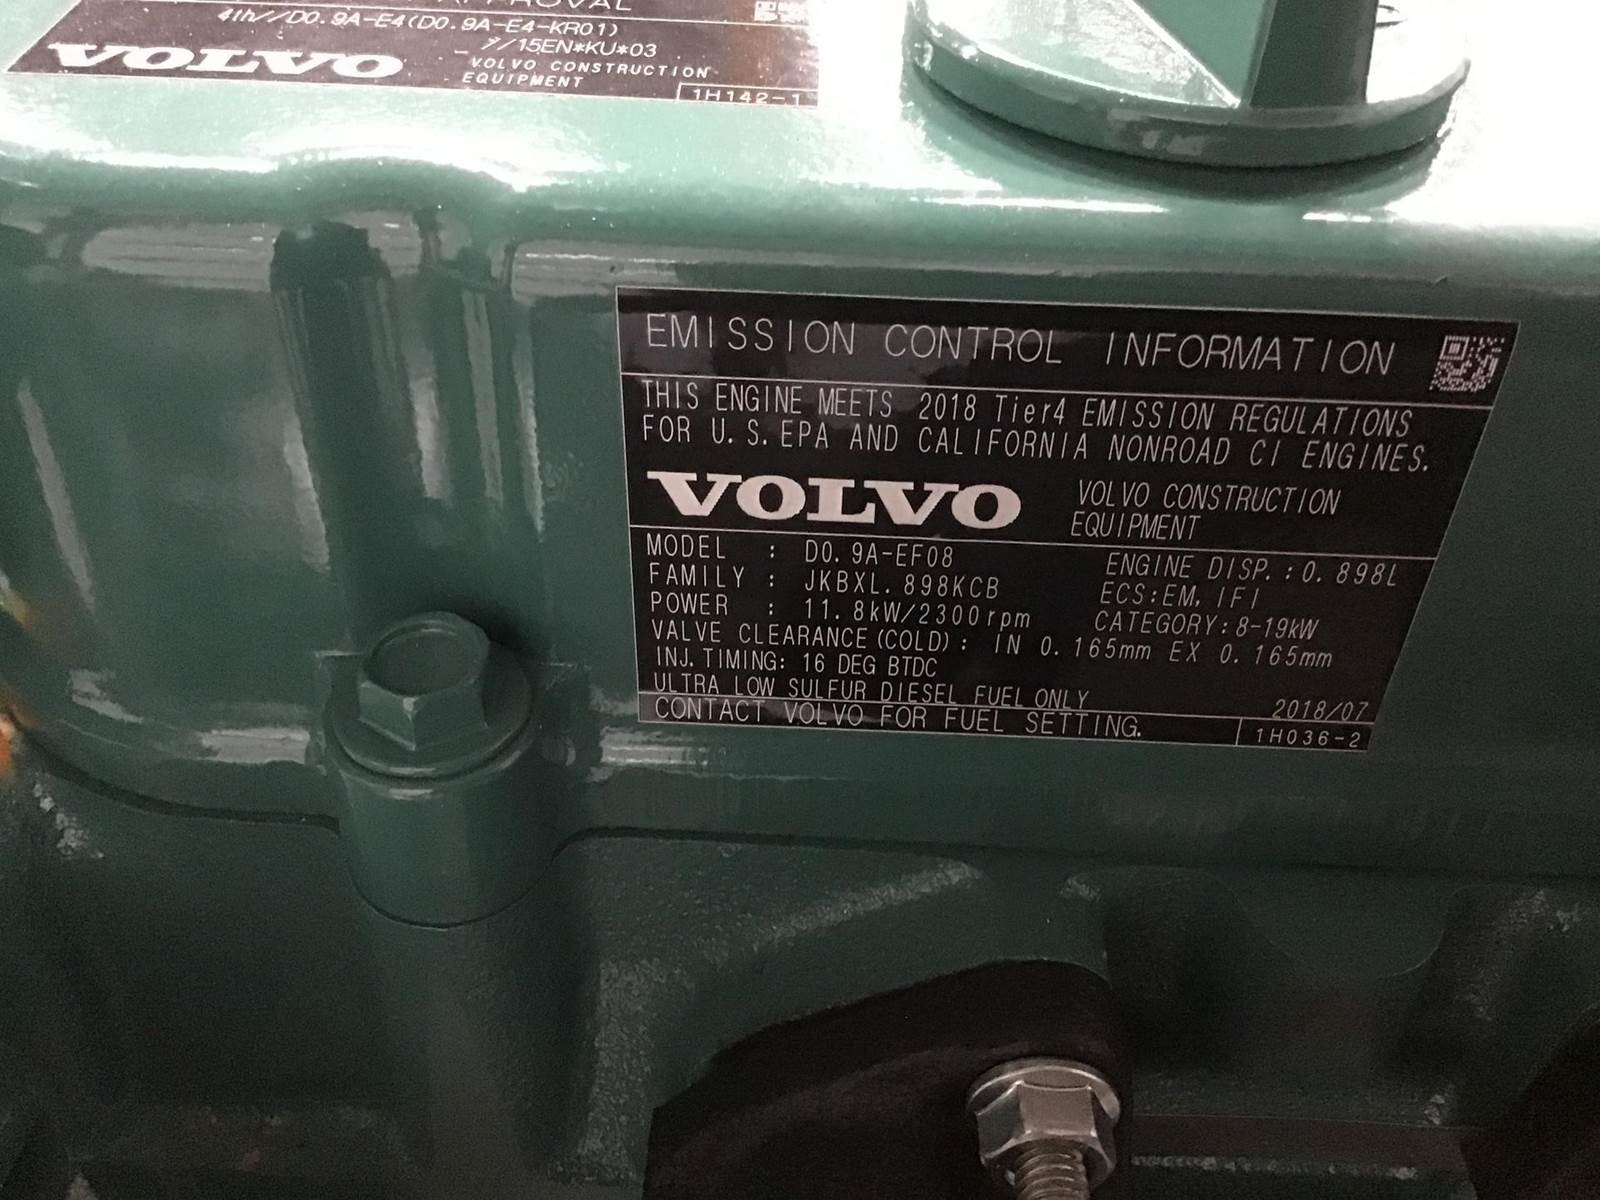 APPROVAL
4th//D0.9A-E4(D0.9A-E4-KR01)
/15EN*KU*03
VOLVO
VOLVO CONSTRUCTION
EQUIPMENT
1H142-1
EMISSION CONTROL INFORMATION
THIS ENGINE MEETS 2018 Tier4 EMISSION REGULATIONS
FOR U.S.EPA AND CALIFORNIA NONROAD CI ENGINES.
VOLVO
VOLVO CONSTRUCTION
EQUIPMENT
MODEL : D0.9A-EF08 ENGINE DISP.:0.898L
FAMILY : JKBXL.898KCB ECS:EM, IFI
POWER : 11.8kW/2300rpm CATEGORY:8-19kW
VALVE CLEARANCE(COLD): IN 0.165mm EX 0.165mm
INJ.TIMING: 16 DEG BTDC
ULTRA LOW SULFUR DIESEL FUEL ONLY 2018/07
CONTACT VOLVO FOR FUEL SETTING. 1H036-2